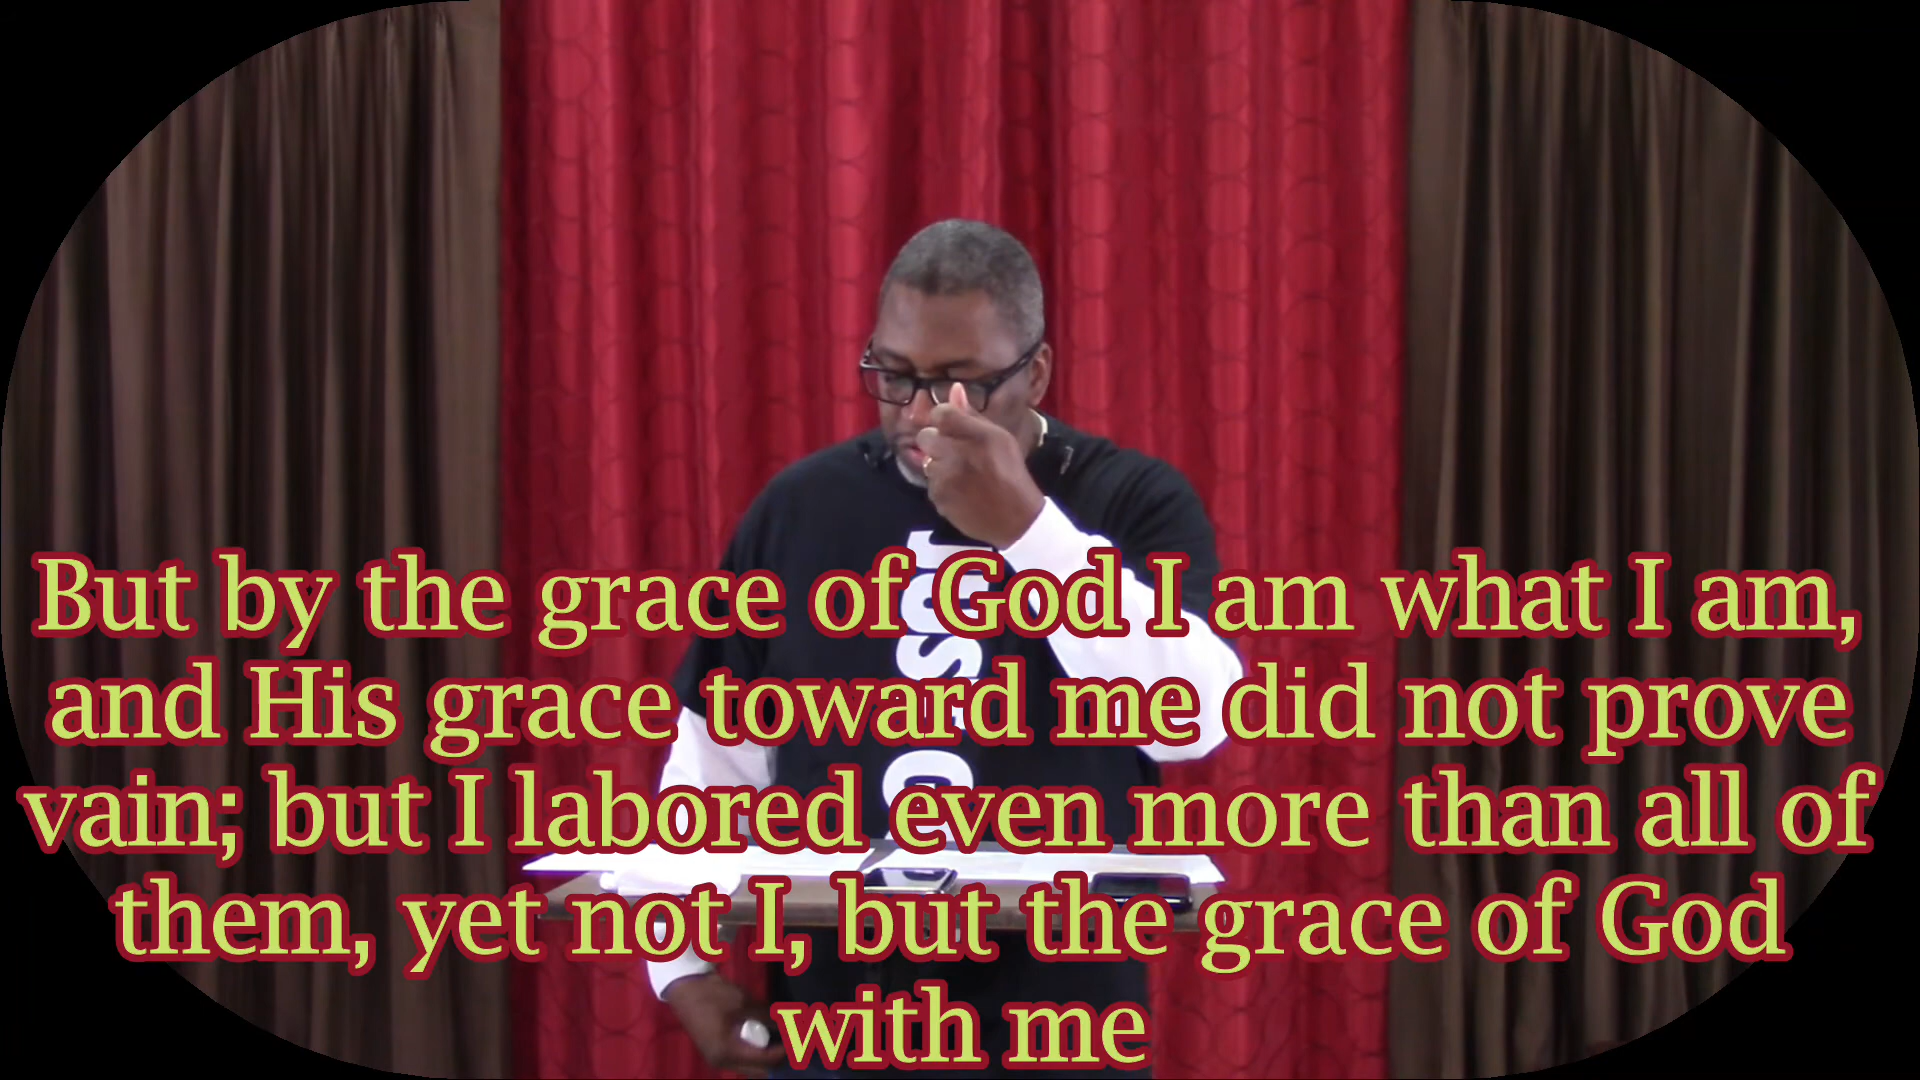 But by the grace of God I am what I am,
and His grace toward me did not prove
vain; but I labored even more than all of
them, yet not I, but the grace of God
with me